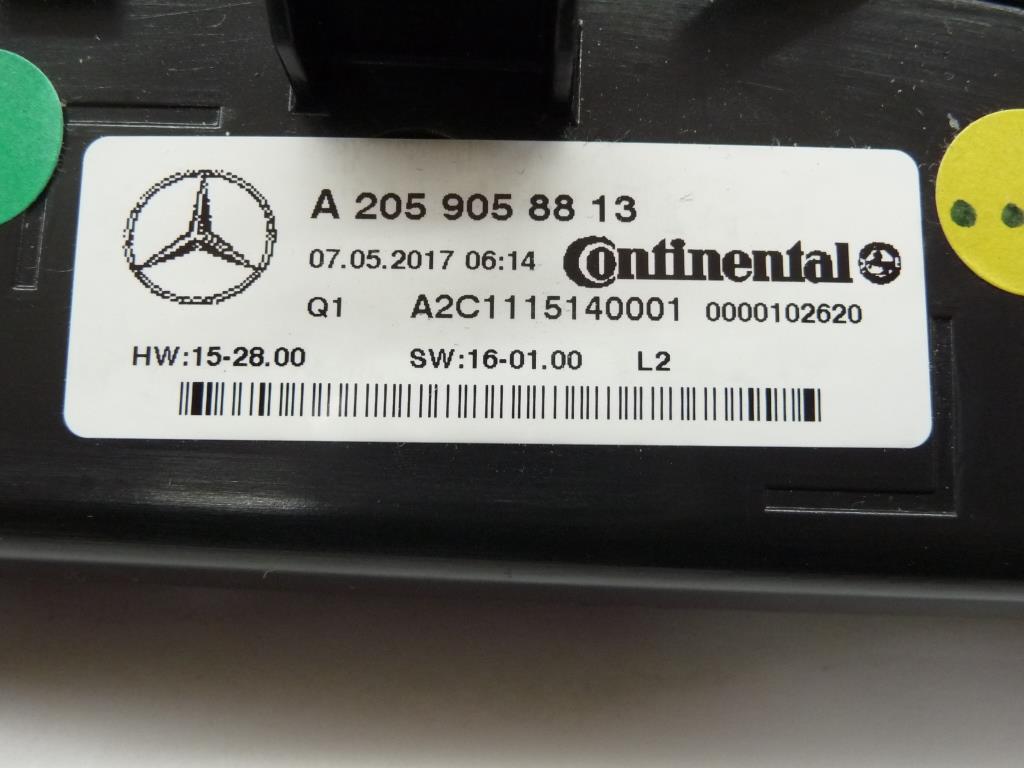 A 205 905 88 13
07.05.2017 06:14 Continental
Q1 A2C1115140001 0000102620
HW:15-28.00 SW:16-01.00 L2